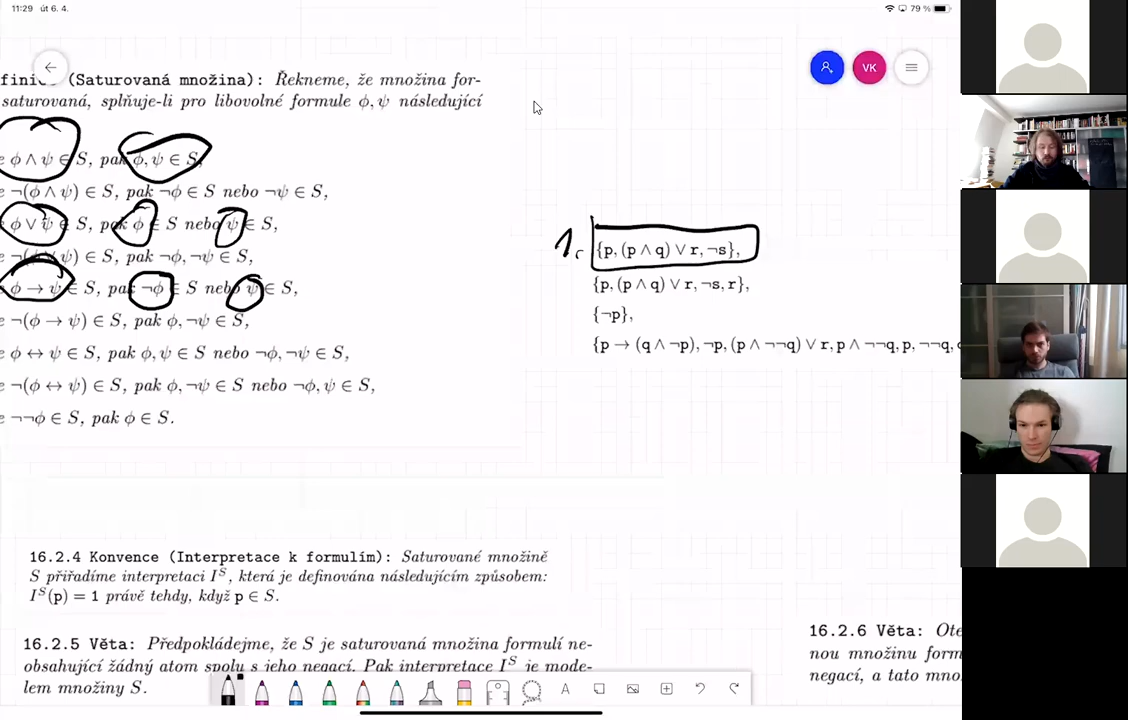 11:29 út 6. 4.
79 %
VK
(Saturovaná množina): Řekneme, že množina for-
saturovaná, splňuje-li pro libovolné formule ϕ, ψ následující
ϕ ∧ ψ ∈ S, pak ϕ, ψ ∈ S,
¬(ϕ ∧ ψ) ∈ S, pak ¬ϕ ∈ S nebo ¬ψ ∈ S,
ϕ ∨ ψ ∈ S, pak ϕ ∈ S nebo ψ ∈ S,
∈ S, pak ¬ϕ, ¬ψ ∈ S,
ϕ → ψ ∈ S, pak ¬ϕ ∈ S nebo ψ ∈ S,
¬(ϕ → ψ) ∈ S, pak ϕ, ¬ψ ∈ S,
ϕ ↔ ψ ∈ S, pak ϕ, ψ ∈ S nebo ¬ϕ, ¬ψ ∈ S,
¬(ϕ ↔ ψ) ∈ S, pak ϕ, ¬ψ ∈ S nebo ¬ϕ, ψ ∈ S,
¬¬ϕ ∈ S, pak ϕ ∈ S.
{p, (p ∧ q) ∨ r, ¬s},
{p, (p ∧ q) ∨ r, ¬s, r},
{¬p},
{p → (q ∧ ¬p), ¬p, (p ∧ ¬¬q) ∨ r, p ∧ ¬¬q, p, ¬¬q,
16.2.4 Konvence (Interpretace k formulím): Saturované množině
S přiřadíme interpretaci Iˢ, která je definována následujícím způsobem:
Iˢ(p) = 1 právě tehdy, když p ∈ S.
16.2.5 Věta: Předpokládejme, že S je saturovaná množina formulí ne-
obsahující žádný atom spolu s jeho negací. Pak interpretace Iˢ je mode-
lem množiny S.
16.2.6 Věta: Ote
nou množinu form
negací, a tato mno
A